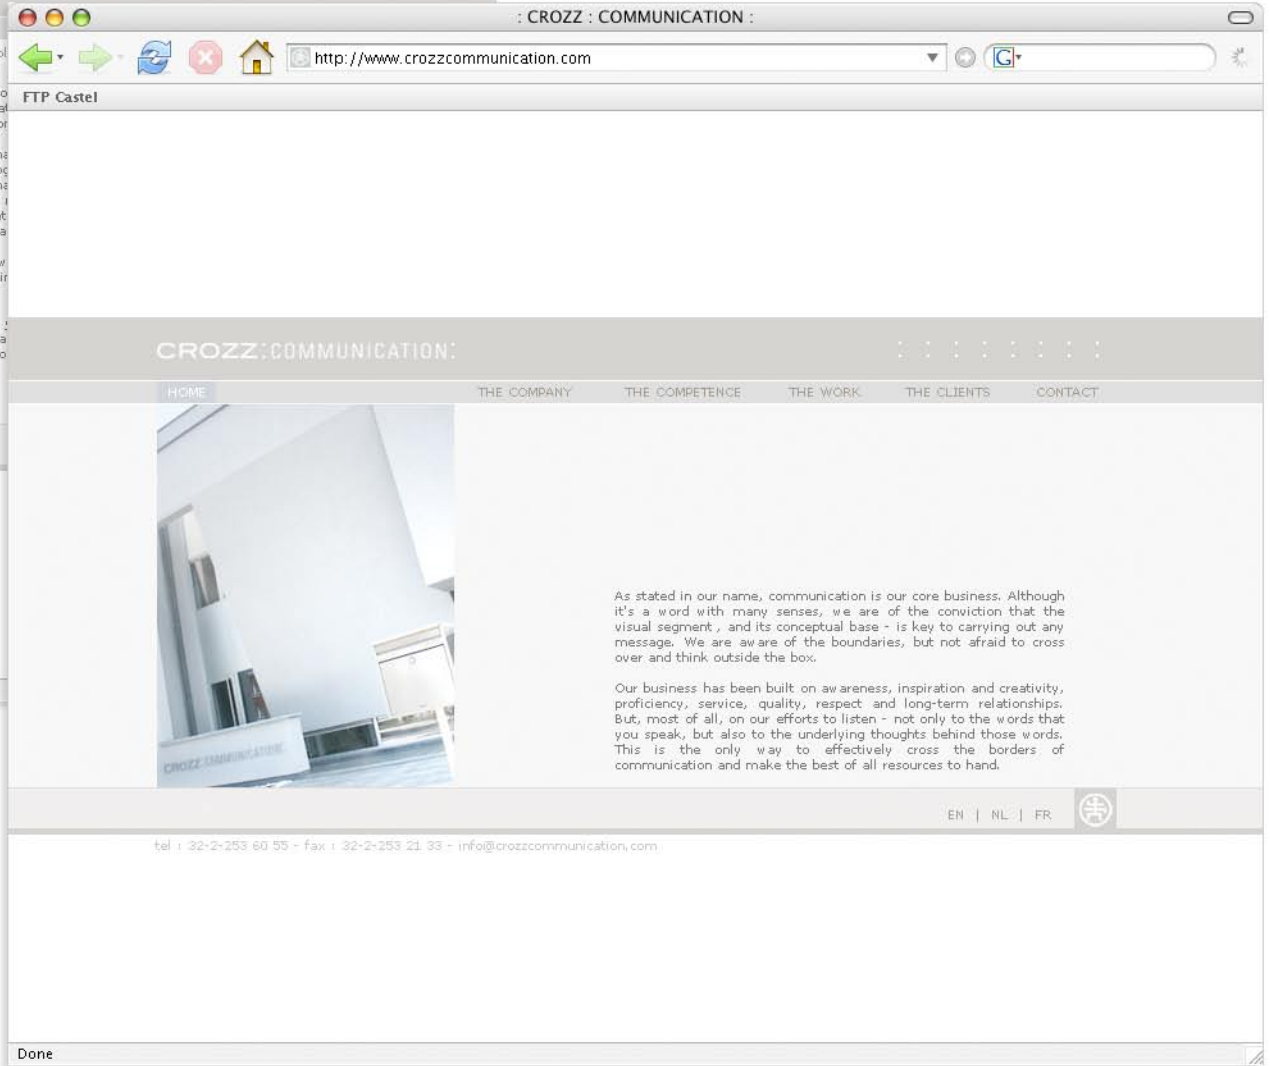 : CROZZ : COMMUNICATION :
http://www.crozzcommunication.com
G
FTP Castel
CROZZ:COMMUNICATION:
HOME THE COMPANY THE COMPETENCE THE WORK THE CLIENTS CONTACT
As stated in our name, communication is our core business. Although
it's a word with many senses, we are of the conviction that the
visual segment , and its conceptual base - is key to carrying out any
message. We are aware of the boundaries, but not afraid to cross
over and think outside the box.
Our business has been built on awareness, inspiration and creativity,
proficiency, service, quality, respect and long-term relationships.
But, most of all, on our efforts to listen - not only to the words that
you speak, but also to the underlying thoughts behind those words.
This is the only way to effectively cross the borders of
communication and make the best of all resources to hand.
CROZZ COMMUNICATION
EN | NL | FR
tel : 32-2-253 60 55 - fax : 32-2-253 21 33 - info@crozzcommunication.com
Done